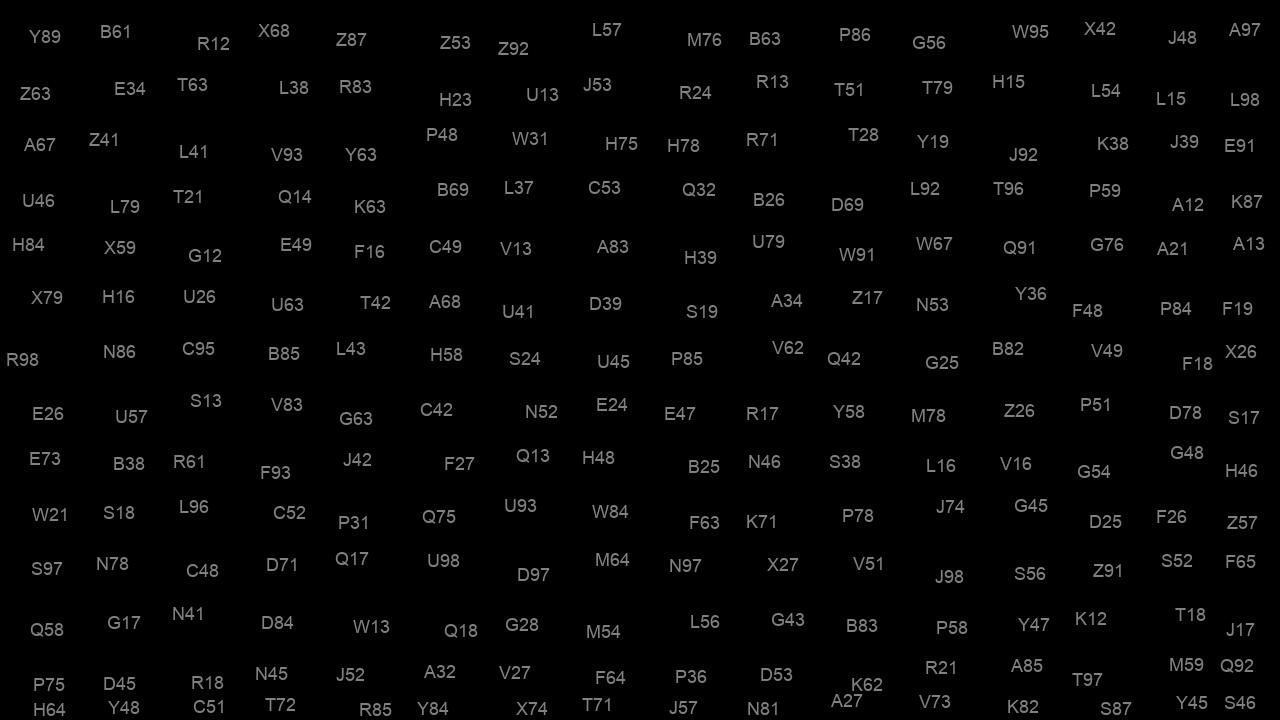 Y89 B61 R12 X68 Z87 Z53 Z92 L57 M76 B63 P86 G56 W95 X42 J48 A97
Z63 E34 T63 L38 R83 H23 U13 J53 R24 R13 T51 T79 H15 L54 L15 L98
A67 Z41 L41 V93 Y63 P48 W31 H75 H78 R71 T28 Y19 J92 K38 J39 E91
U46 L79 T21 Q14 K63 B69 L37 C53 Q32 B26 D69 L92 T96 P59 A12 K87
H84 X59 G12 E49 F16 C49 V13 A83 H39 U79 W91 W67 Q91 G76 A21 A13
X79 H16 U26 U63 T42 A68 U41 D39 S19 A34 Z17 N53 Y36 F48 P84 F19
R98 N86 C95 B85 L43 H58 S24 U45 P85 V62 Q42 G25 B82 V49 F18 X26
E26 U57 S13 V83 G63 C42 N52 E24 E47 R17 Y58 M78 Z26 P51 D78 S17
E73 B38 R61 F93 J42 F27 Q13 H48 B25 N46 S38 L16 V16 G54 G48 H46
W21 S18 L96 C52 P31 Q75 U93 W84 F63 K71 P78 J74 G45 D25 F26 Z57
S97 N78 C48 D71 Q17 U98 D97 M64 N97 X27 V51 J98 S56 Z91 S52 F65
Q58 G17 N41 D84 W13 Q18 G28 M54 L56 G43 B83 P58 Y47 K12 T18 J17
P75 D45 R18 N45 J52 A32 V27 F64 P36 D53 K62 R21 A85 T97 M59 Q92
H64 Y48 C51 T72 R85 Y84 X74 T71 J57 N81 A27 V73 K82 S87 Y45 S46